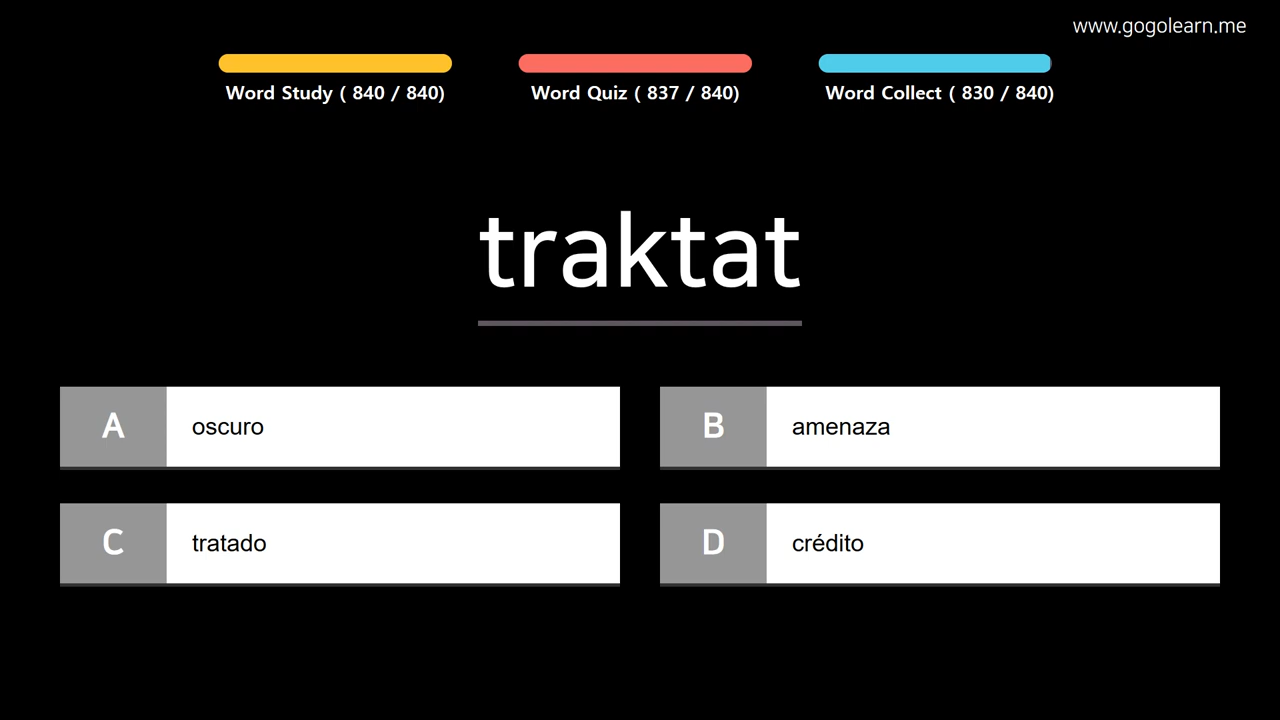 www.gogolearn.me
Word Study ( 840 / 840)
Word Quiz ( 837 / 840)
Word Collect ( 830 / 840)
traktat
A oscuro
B amenaza
C tratado
D crédito